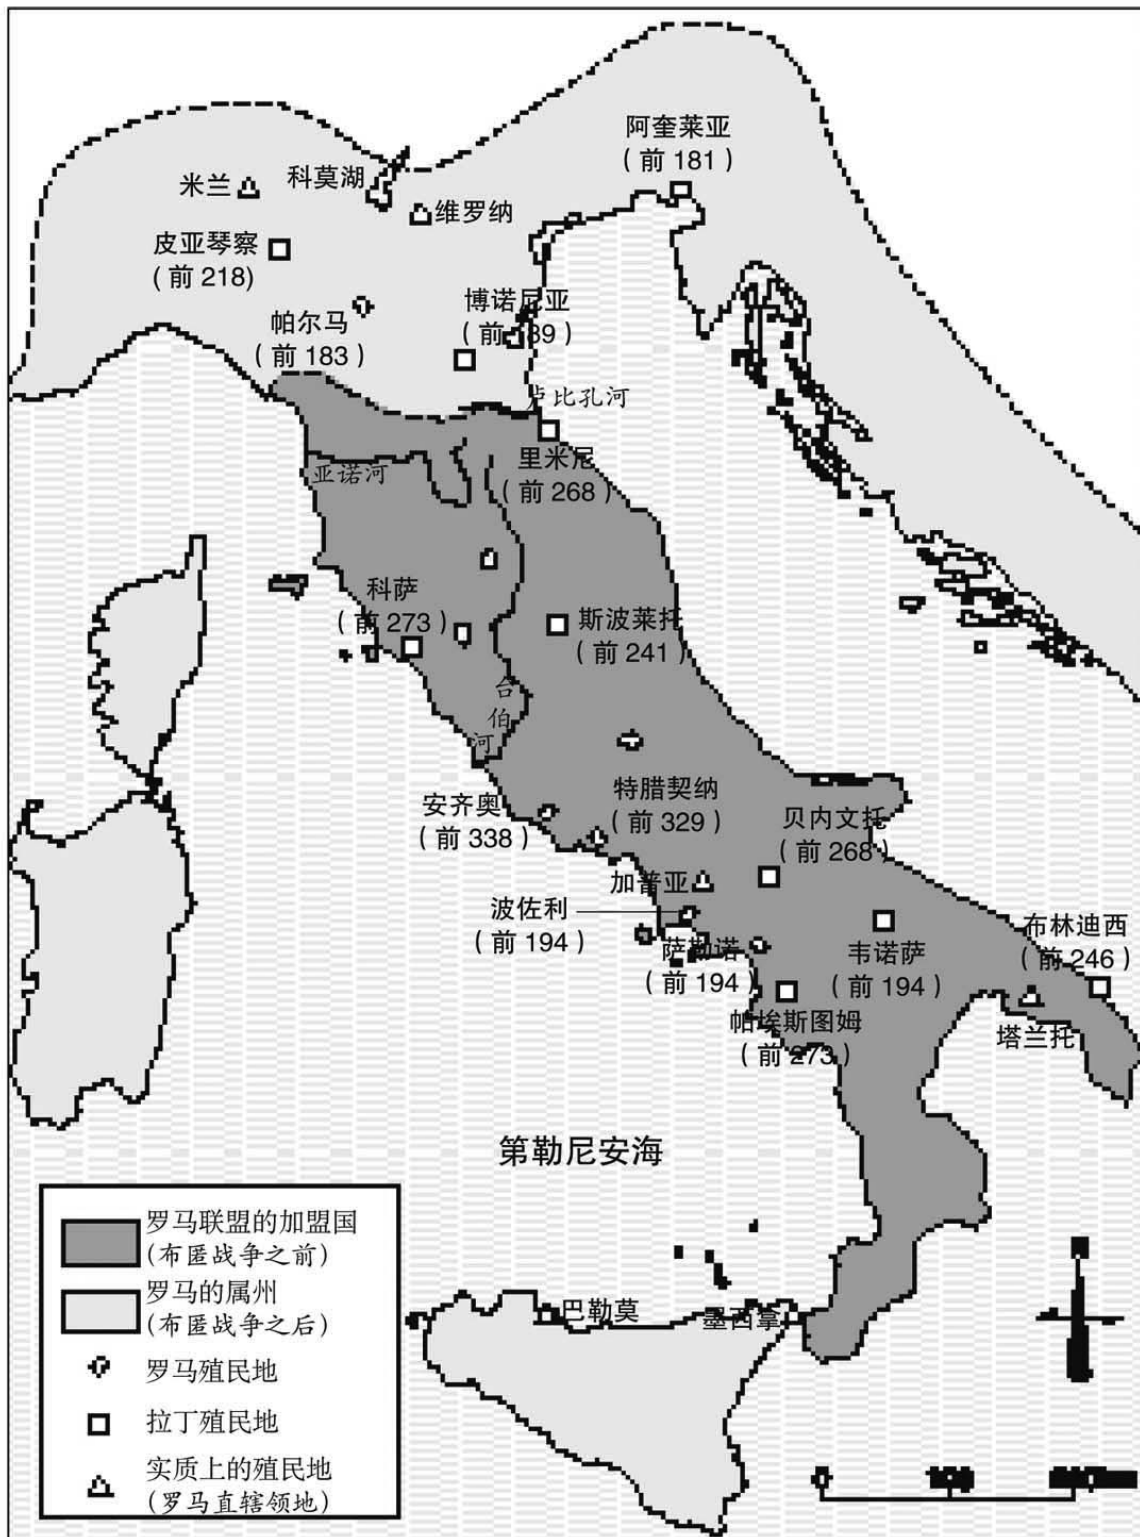 阿奎莱亚
（前 181）
科莫湖
米兰
维罗纳
皮亚琴察
（前 218)
博诺尼亚
帕尔马
（前 183）
卢比孔河
里米尼
（前 268）
亚诺河
科萨
（前 273）
斯波莱托
（前 241）
台
伯
河
安齐奥
（前 338）
特腊契纳
（前 329）
贝内文托
（前 268）
加普亚
波佐利
（前 194）
萨勒诺
（前 194）
韦诺萨
（前 194）
布林迪西
（前 246）
帕埃斯图姆
（前 273）
塔兰托
第勒尼安海
巴勒莫
墨西拿
罗马联盟的加盟国
(布匿战争之前)
罗马的属州
(布匿战争之后)
罗马殖民地
拉丁殖民地
实质上的殖民地
(罗马直辖领地)